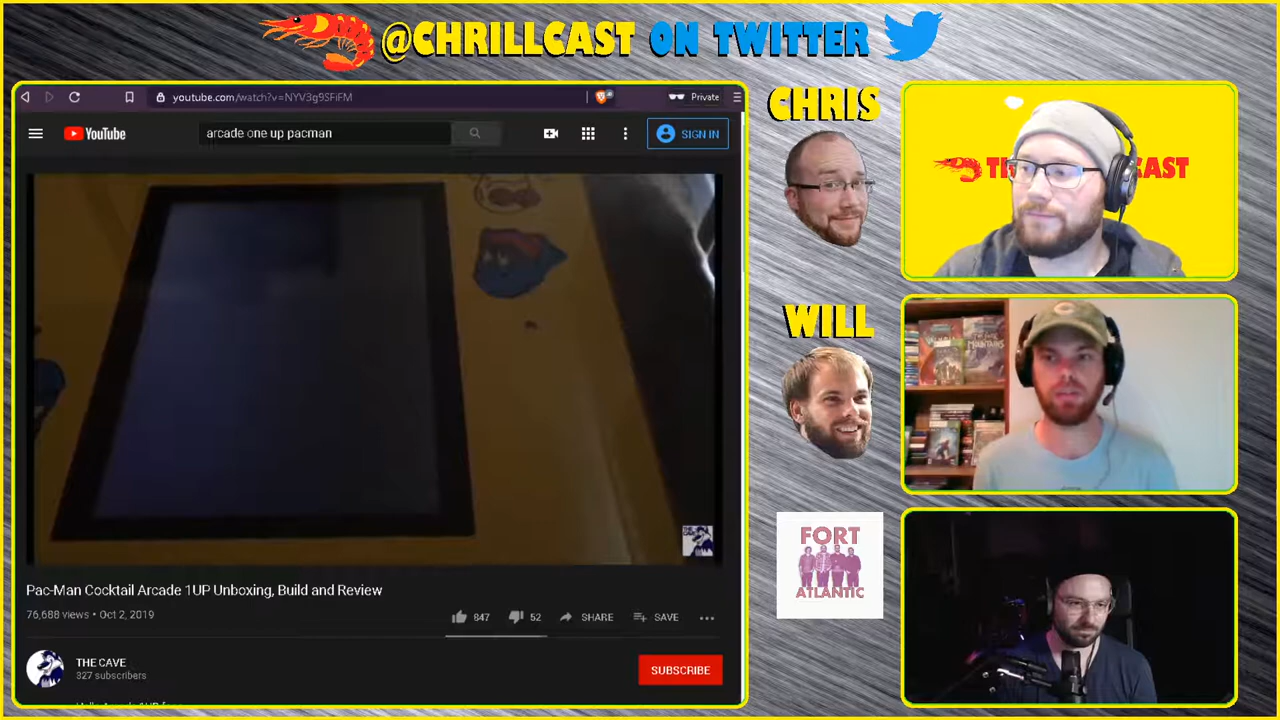 @CHRILLCAST ON TWITTER
youtube.com/watch?v=NYV3g9SFiFM
Private
YouTube
arcade one up pacman
SIGN IN
THE CAVE
Pac-Man Cocktail Arcade 1UP Unboxing, Build and Review
76,688 views • Oct 2, 2019
847
52
SHARE
SAVE
THE CAVE
327 subscribers
SUBSCRIBE
CHRIS
WILL
FORT
ATLANTIC